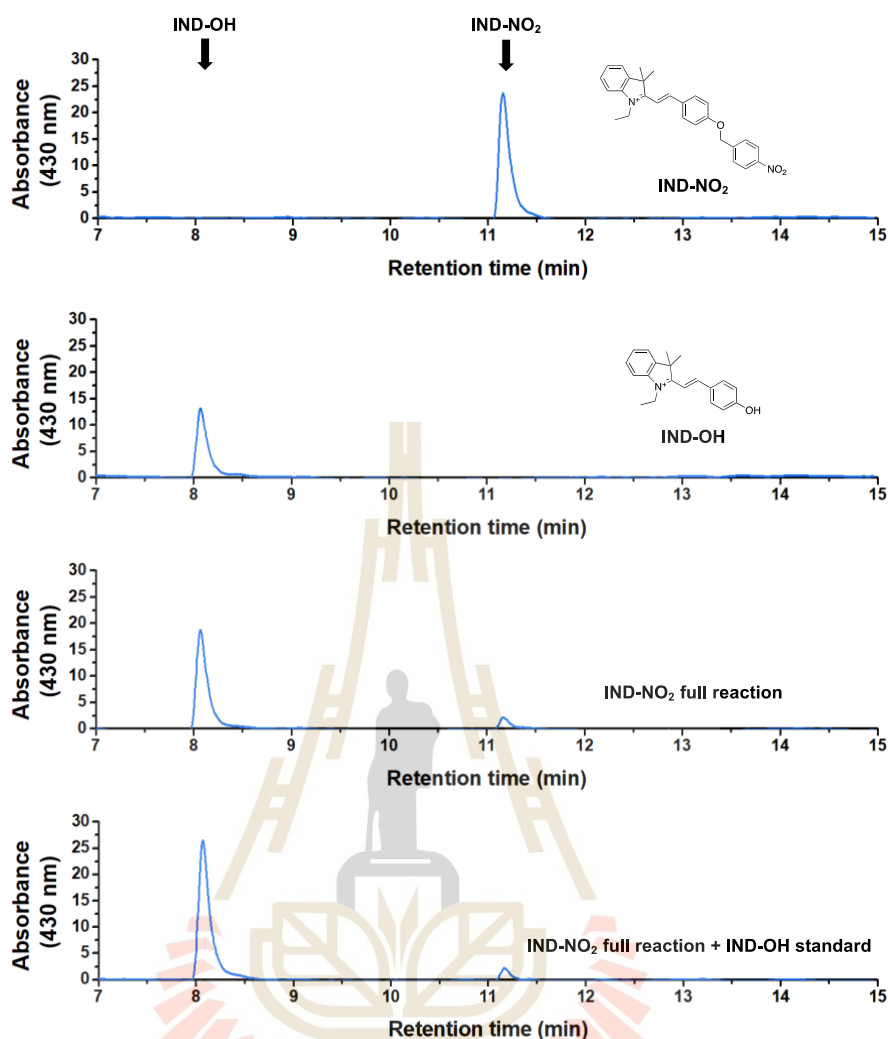 IND-OH
IND-NO₂
30
25
20
15
10
5
0
Absorbance
(430 nm)
7 8 9 10 11 12 13 14 15
Retention time (min)
N⁺
O
NO₂
IND-NO₂
30
25
20
15
10
5
0
Absorbance
(430 nm)
7 8 9 10 11 12 13 14 15
Retention time (min)
N⁺
OH
IND-OH
30
25
20
15
10
5
0
Absorbance
(430 nm)
7 8 9 10 11 12 13 14 15
Retention time (min)
IND-NO₂ full reaction
30
25
20
15
10
5
0
Absorbance
(430 nm)
7 8 9 10 11 12 13 14 15
Retention time (min)
IND-NO₂ full reaction + IND-OH standard